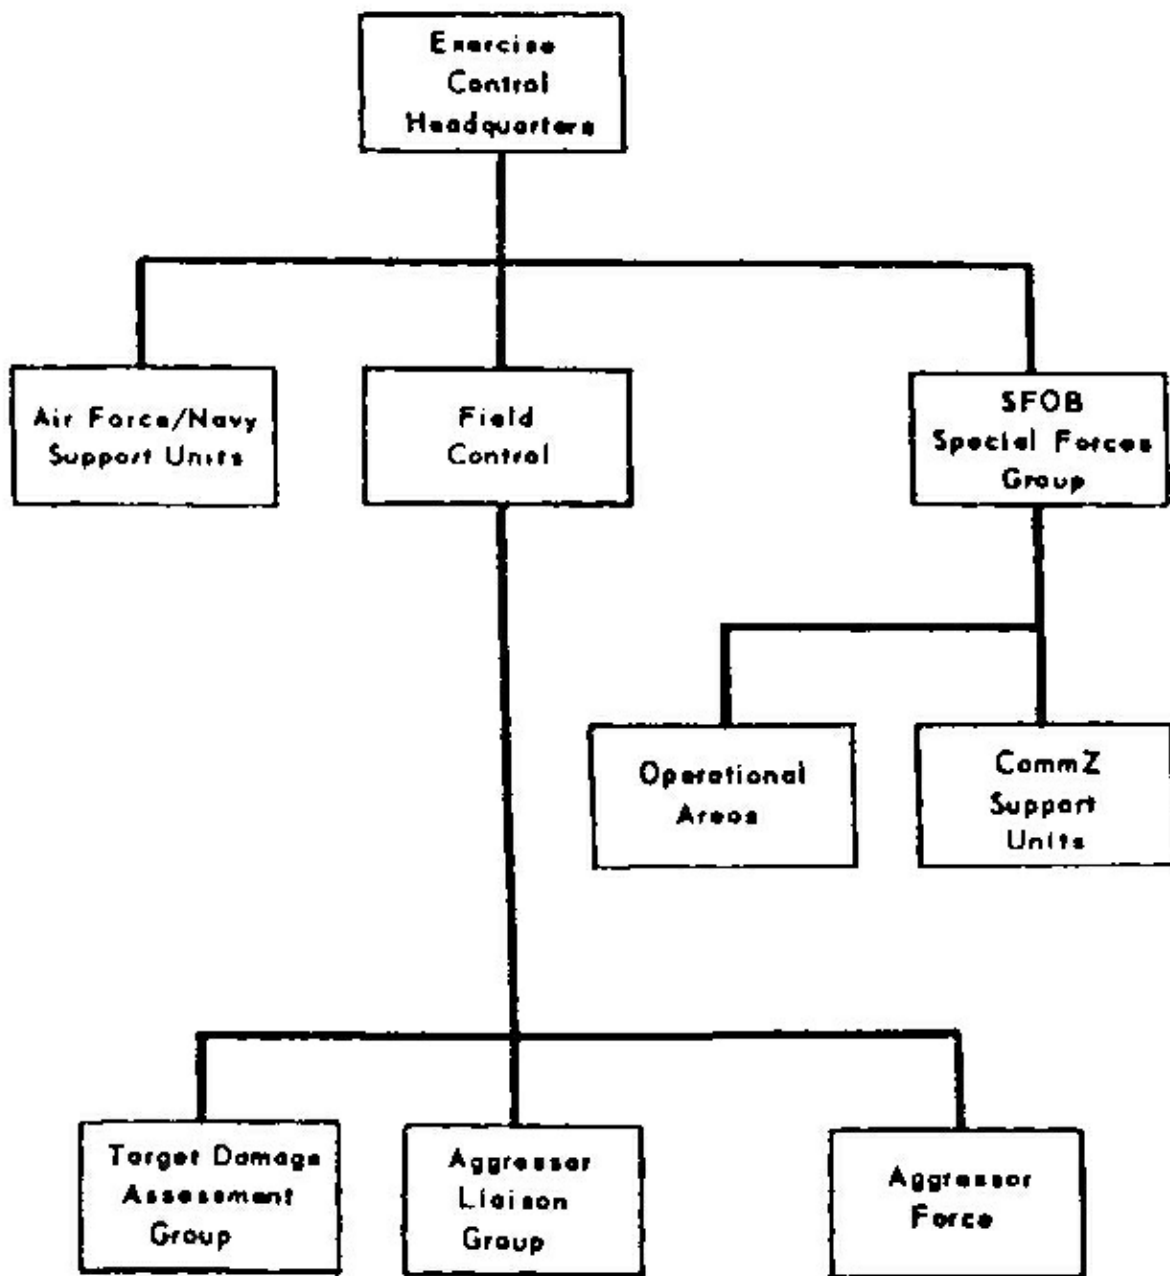 Exercise
Control
Headquarters
Air Force/Navy
Support Units
Field
Control
SFOB
Special Forces
Group
Operational
Areas
CommZ
Support
Units
Target Damage
Assessment
Group
Aggressor
Liaison
Group
Aggressor
Force